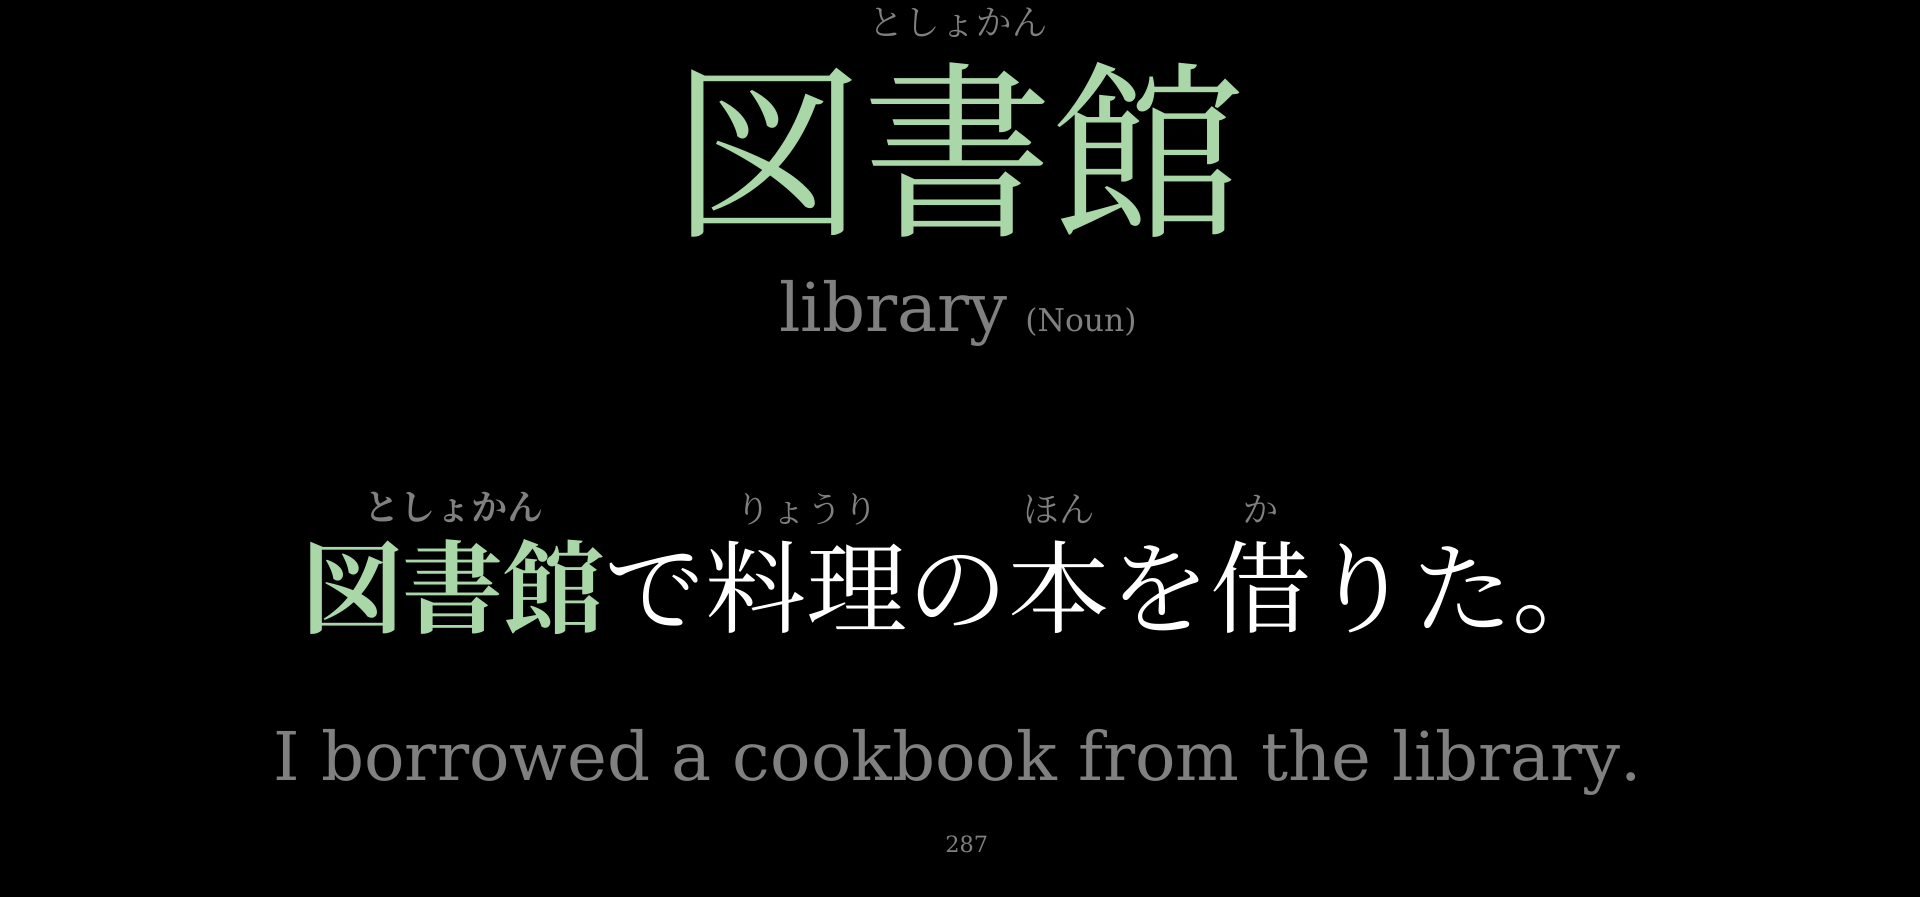 としょかん
図書館
library (Noun)
としょかん りょうり ほん か
図書館で料理の本を借りた。
I borrowed a cookbook from the library.
287